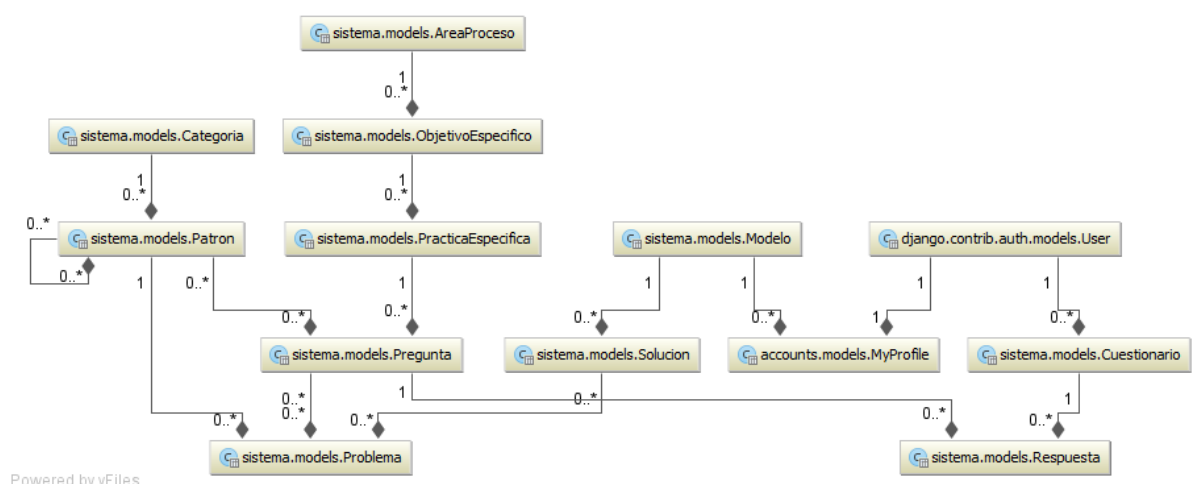 sistema.models.AreaProceso
1
0..*
sistema.models.Categoria
sistema.models.ObjetivoEspecifico
1
0..*
1
0..*
0..*
sistema.models.Patron
sistema.models.PracticaEspecifica
sistema.models.Modelo
django.contrib.auth.models.User
0..*
1
0..*
1
1
1
1
1
0..*
0..*
0..*
0..*
1
0..*
sistema.models.Pregunta
sistema.models.Solucion
accounts.models.MyProfile
sistema.models.Cuestionario
0..*
1
0..*
1
0..*
0..*
0..*
0..*
0..*
sistema.models.Problema
sistema.models.Respuesta
Powered by yFiles